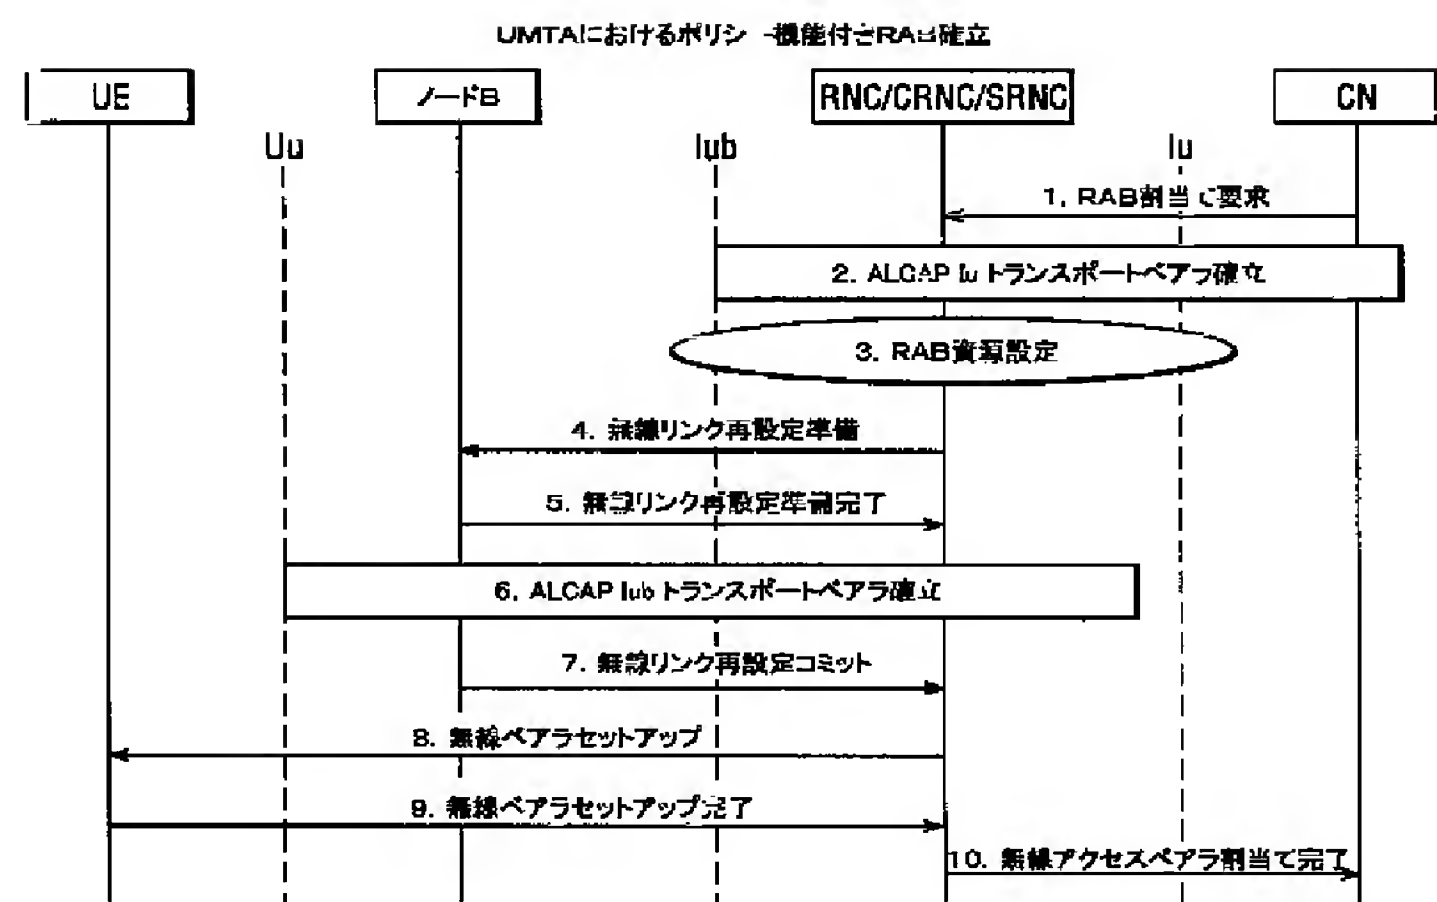 UMTAにおけるポリシー機能付きRAB確立
UE
ノードB
RNC/CRNC/SRNC
CN
Uu
Iub
Iu
1. RAB割当て要求
2. ALCAP Iu トランスポートベアラ確立
3. RAB資源設定
4. 無線リンク再設定準備
5. 無線リンク再設定準備完了
6. ALCAP Iub トランスポートベアラ確立
7. 無線リンク再設定コミット
8. 無線ベアラセットアップ
9. 無線ベアラセットアップ完了
10. 無線アクセスベアラ割当て完了